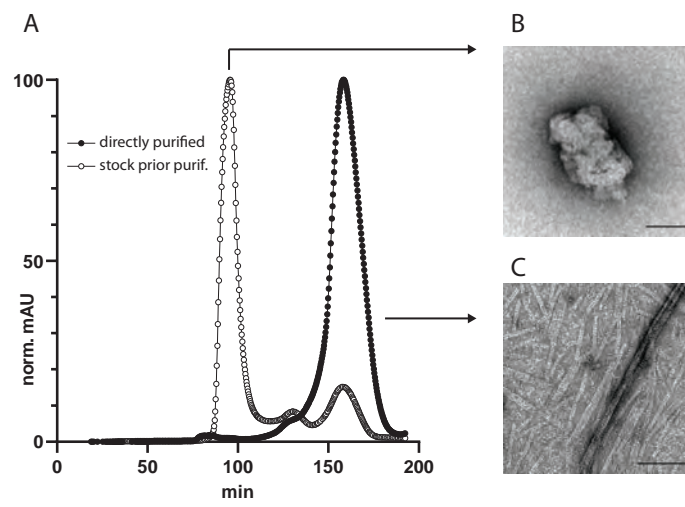 A
B
100
directly purified
stock prior purif.
50
C
norm. mAU
0
0 50 100 150 200
min